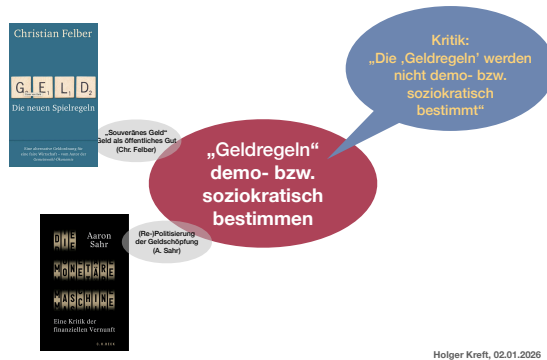 Christian Felber
GELD
Die neuen Spielregeln
„Souveränes Geld“
Geld als öffentliches Gut
(Chr. Felber)
Kritik:
„Die ‚Geldregeln’ werden
nicht demo- bzw.
soziokratisch
bestimmt“
„Geldregeln“
demo- bzw.
soziokratisch
bestimmen
(Re-)Politisierung
der Geldschöpfung
(A. Sahr)
DIE
Aaron
Sahr
MONETÄRE
MASCHINE
Eine Kritik der
finanziellen Vernunft
C.H.BECK
Holger Kreft, 02.01.2026